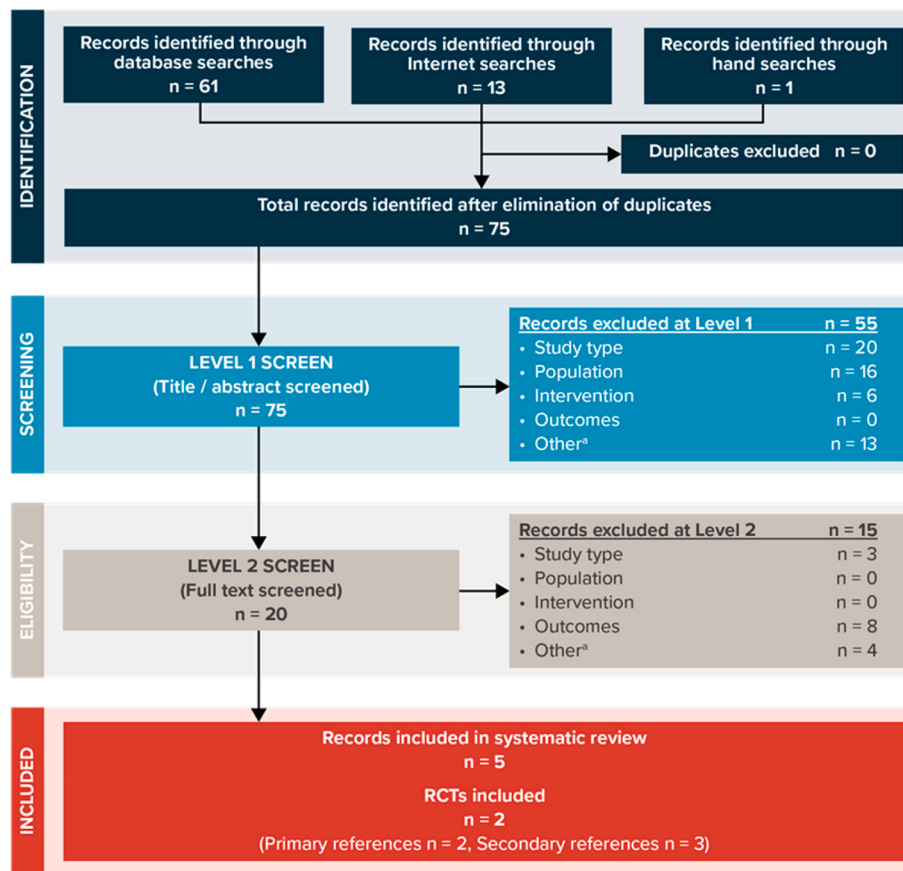 IDENTIFICATION
Records identified through
database searches
n = 61
Records identified through
Internet searches
n = 13
Records identified through
hand searches
n = 1
Duplicates excluded n = 0
Total records identified after elimination of duplicates
n = 75
SCREENING
LEVEL 1 SCREEN
(Title / abstract screened)
n = 75
Records excluded at Level 1 n = 55
• Study type n = 20
• Population n = 16
• Intervention n = 6
• Outcomes n = 0
• Otherᵃ n = 13
ELIGIBILITY
LEVEL 2 SCREEN
(Full text screened)
n = 20
Records excluded at Level 2 n = 15
• Study type n = 3
• Population n = 0
• Intervention n = 0
• Outcomes n = 8
• Otherᵃ n = 4
INCLUDED
Records included in systematic review
n = 5
RCTs included
n = 2
(Primary references n = 2, Secondary references n = 3)